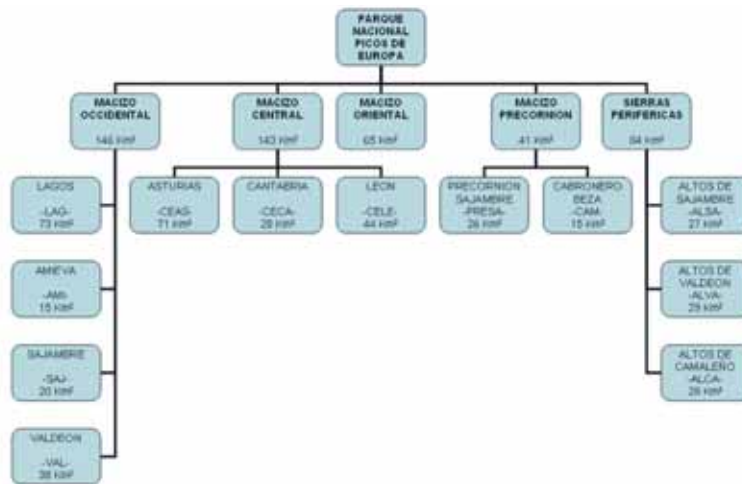 PARQUE
NACIONAL
PICOS DE
EUROPA
MACIZO
OCCIDENTAL
146 Km²
MACIZO
CENTRAL
143 Km²
MACIZO
ORIENTAL
65 Km²
MACIZO
PRECORNION
41 Km²
SIERRAS
PERIFERICAS
84 Km²
LAGOS
-LAG-
73 Km²
AMIEVA
-AMI-
15 Km²
SAJAMBRE
-SAJ-
20 Km²
VALDEON
-VAL-
38 Km²
ASTURIAS
-CEAS-
71 Km²
CANTABRIA
-CECA-
28 Km²
LEON
-CELE-
44 Km²
PRECORNION
SAJAMBRE
-PRESA-
26 Km²
CABRONERO
BEZA
-CAM-
15 Km²
ALTOS DE
SAJAMBRE
-ALSA-
27 Km²
ALTOS DE
VALDEON
-ALVA-
29 Km²
ALTOS DE
CAMALEÑO
-ALCA-
28 Km²